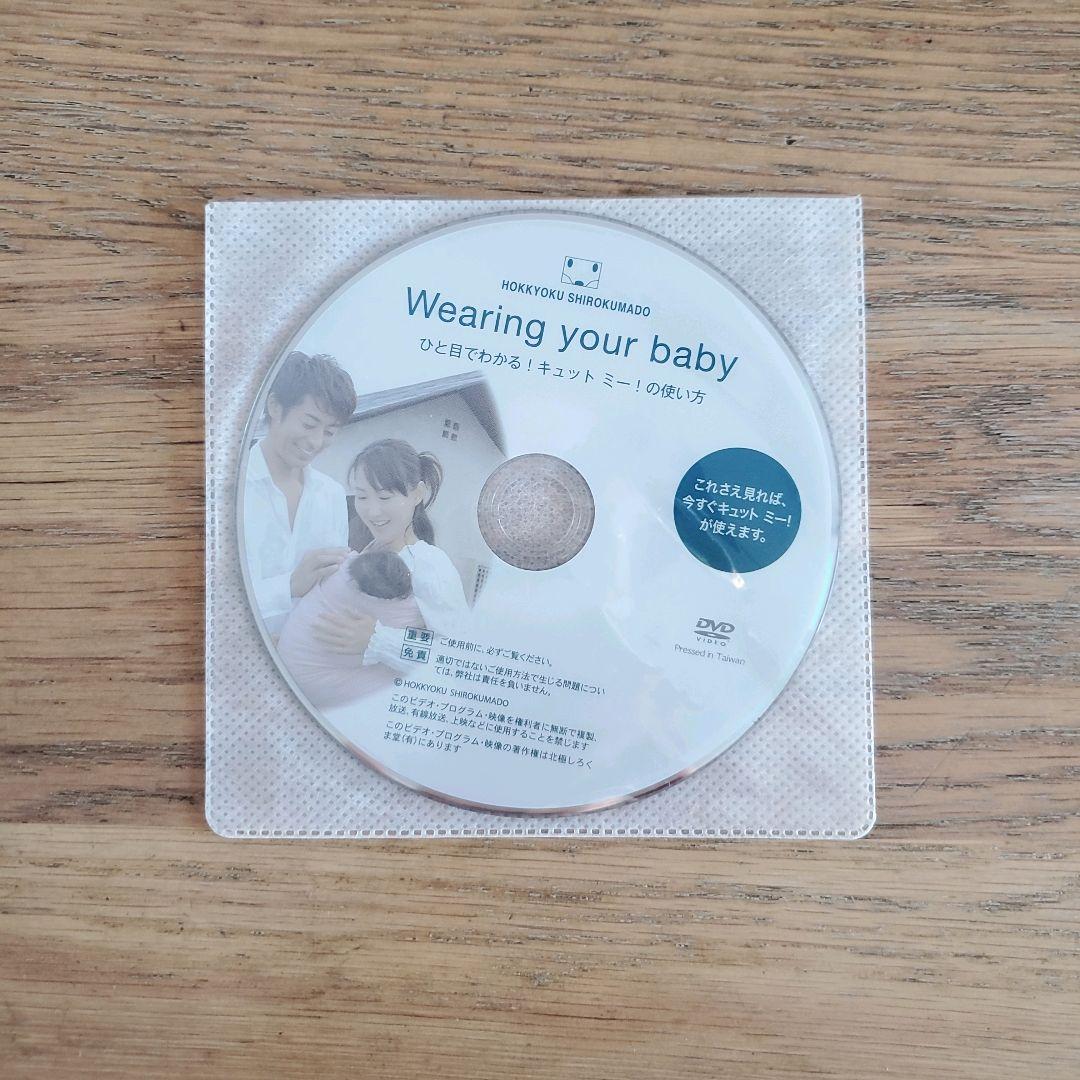 HOKKYOKU SHIROKUMADO
Wearing your baby
ひと目でわかる！キュット ミー！の使い方
これさえ見れば、
今すぐキュット ミー！
が使えます。
DVD
VIDEO
Pressed in Taiwan
重要 ご使用前に、必ずご覧ください。
免責 適切ではないご使用方法で生じる問題につい
ては、弊社は責任を負いません。
© HOKKYOKU SHIROKUMADO
このビデオ・プログラム・映像を権利者に無断で複製、
放送、有線放送、上映などに使用することを禁じます
このビデオ・プログラム・映像の著作権は北極しろく
ま堂（有）にあります